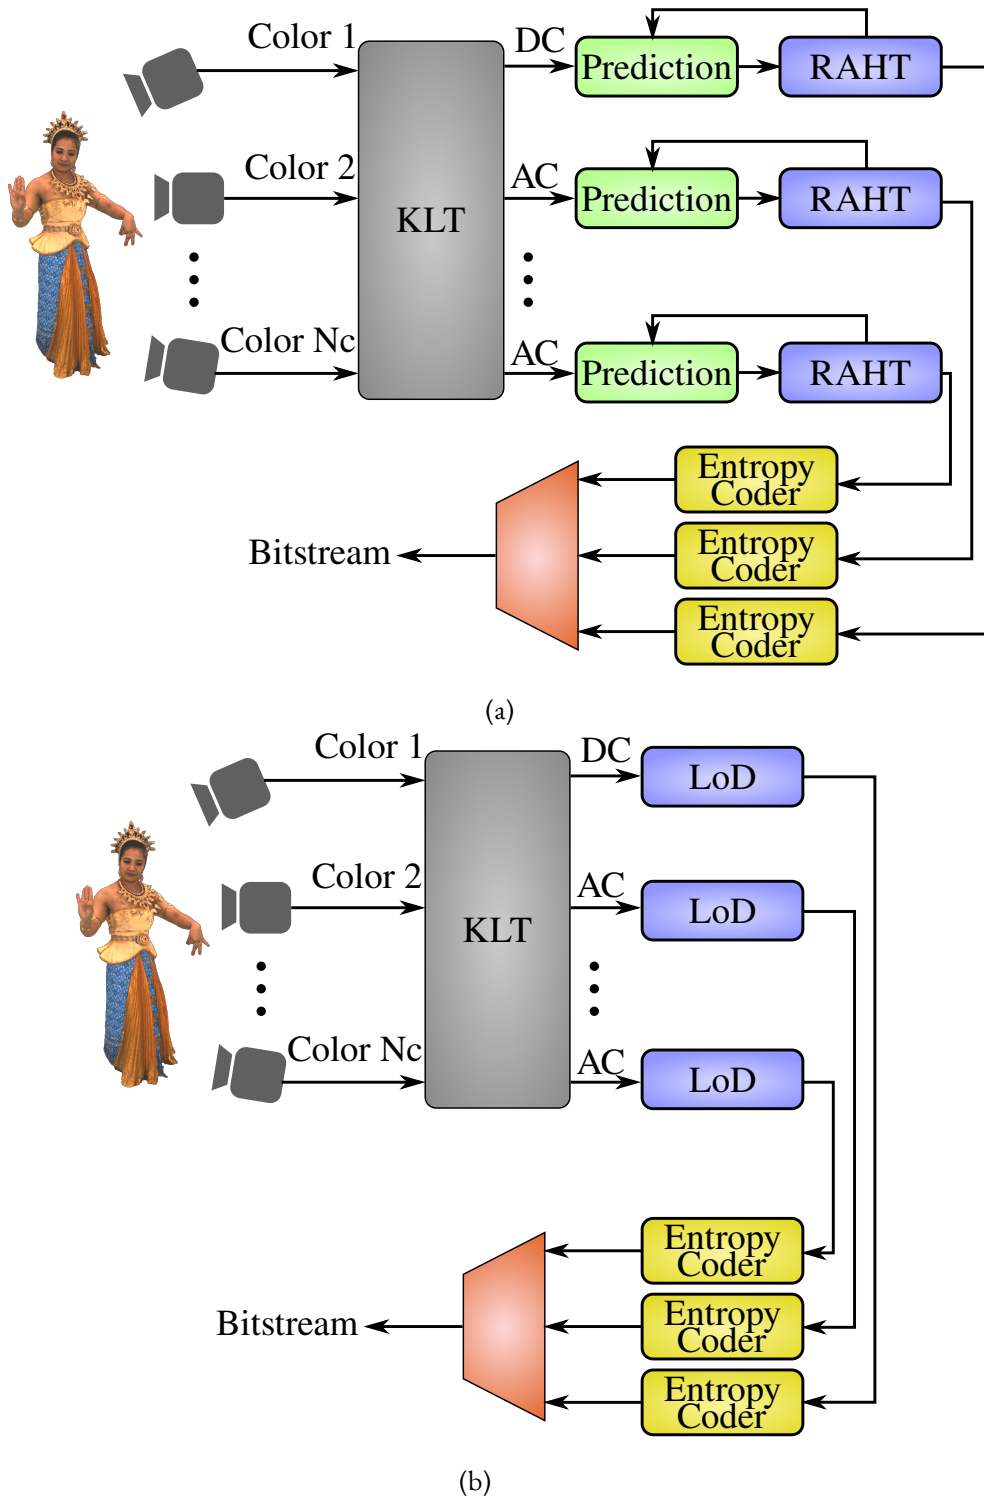 Color 1
DC
Prediction
RAHT
Color 2
AC
Prediction
RAHT
KLT
Color Nc
AC
Prediction
RAHT
Entropy
Coder
Entropy
Coder
Bitstream
Entropy
Coder
(a)
Color 1
DC
LoD
Color 2
AC
LoD
KLT
Color Nc
AC
LoD
Entropy
Coder
Entropy
Coder
Bitstream
Entropy
Coder
(b)